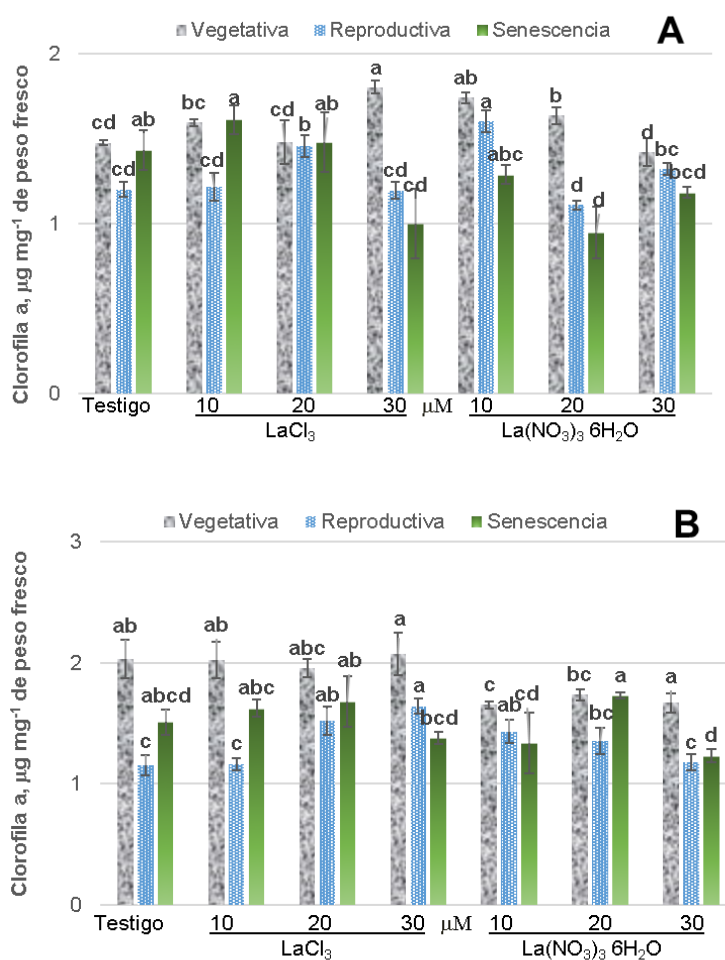 Vegetativa Reproductiva Senescencia A
Clorofila a, µg mg⁻¹ de peso fresco
2
1
0
cd cd ab
bc cd a
cd b ab
a cd cd
ab a abc
b d d
d bc bcd
Testigo 10 20 30 µM 10 20 30
LaCl₃ La(NO₃)₃ 6H₂O
Vegetativa Reproductiva Senescencia B
Clorofila a, µg mg⁻¹ de peso fresco
3
2
1
0
ab c abcd
ab c abc
abc ab ab
a a bcd
c ab cd
bc bc a
a c d
Testigo 10 20 30 µM 10 20 30
LaCl₃ La(NO₃)₃ 6H₂O